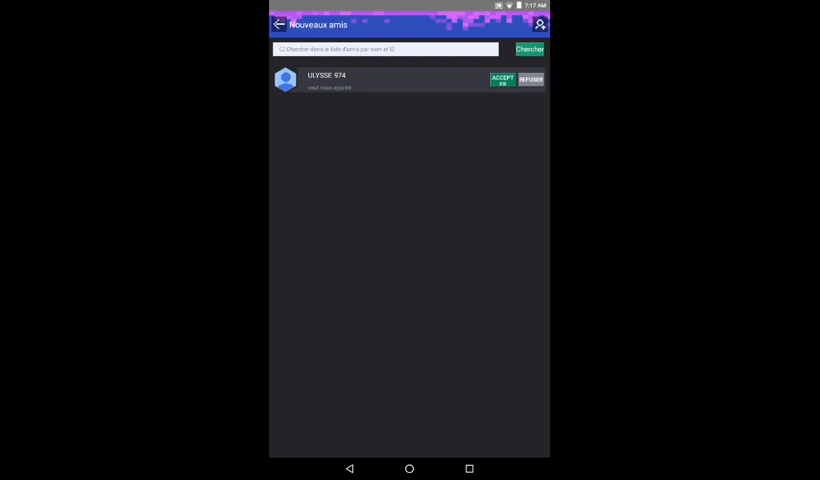 7:17 AM
Nouveaux amis
Chercher dans la liste d'amis par nom et ID
Chercher
ULYSSE 974
veut vous ajouter
ACCEPT
ER
REFUSER